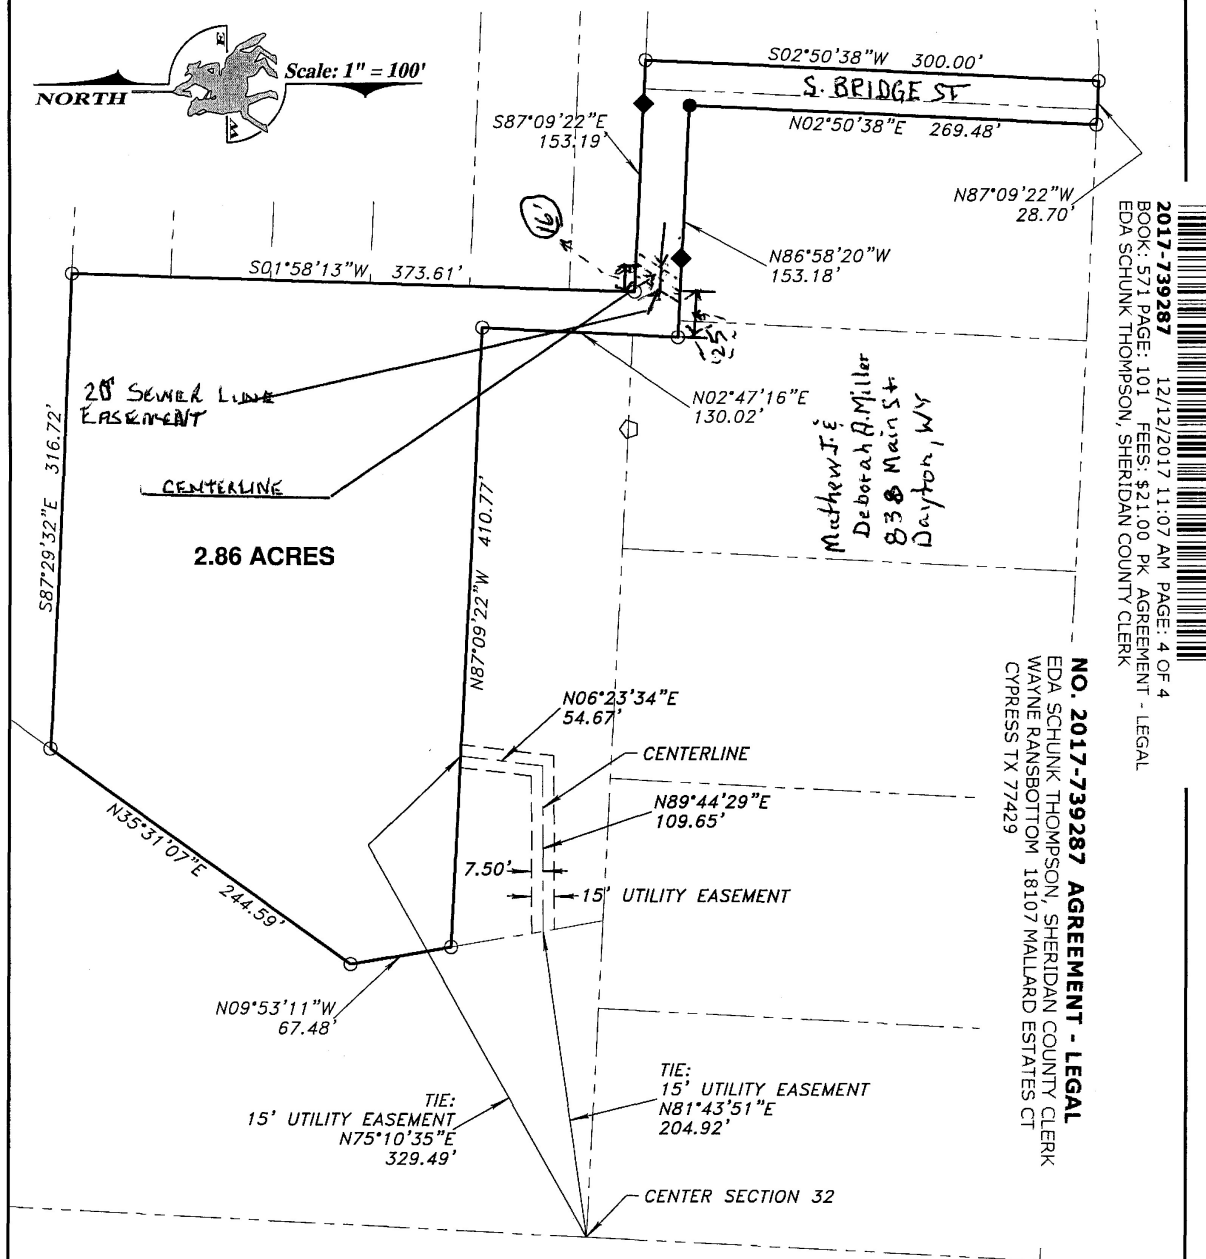 NORTH
E
W
Scale: 1" = 100'
S02°50'38"W 300.00'
S. BRIDGE ST
N02°50'38"E 269.48'
S87°09'22"E
153.19'
N87°09'22"W
28.70'
16'
N86°58'20"W
153.18'
S01°58'13"W 373.61'
25'
20' SEWER LINE
EASEMENT
N02°47'16"E
130.02'
CENTERLINE
2.86 ACRES
S87°29'32"E 316.72'
N87°09'22"W 410.77'
Mathew J. &
Deborah A. Miller
838 Main St.
Dayton, WY
N06°23'34"E
54.67'
CENTERLINE
N89°44'29"E
109.65'
7.50'
15' UTILITY EASEMENT
N35°31'07"E 244.59'
N09°53'11"W
67.48'
TIE:
15' UTILITY EASEMENT
N75°10'35"E
329.49'
TIE:
15' UTILITY EASEMENT
N81°43'51"E
204.92'
CENTER SECTION 32
2017-739287 12/12/2017 11:07 AM PAGE: 4 OF 4
BOOK: 571 PAGE: 101 FEES: $21.00 PK AGREEMENT - LEGAL
EDA SCHUNK THOMPSON, SHERIDAN COUNTY CLERK
NO. 2017-739287 AGREEMENT - LEGAL
EDA SCHUNK THOMPSON, SHERIDAN COUNTY CLERK
WAYNE RANSBOTTOM 18107 MALLARD ESTATES CT
CYPRESS TX 77429